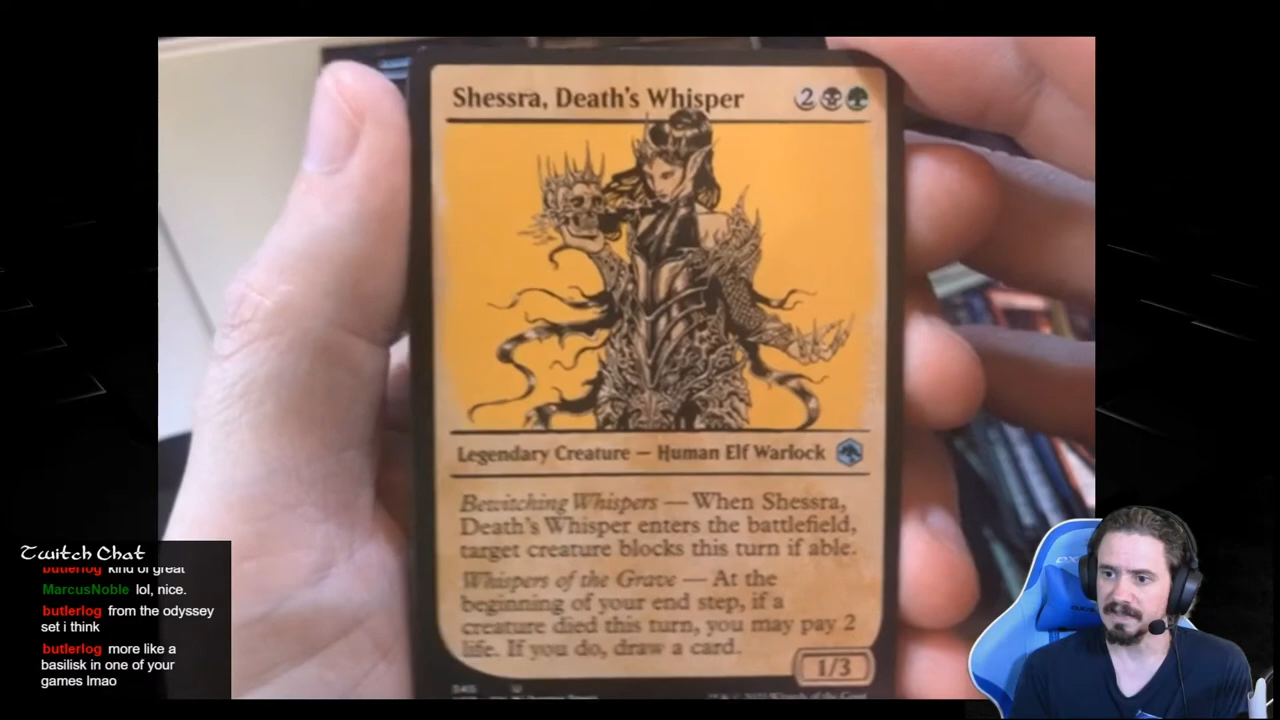 Shessra, Death's Whisper 2
Legendary Creature — Human Elf Warlock
Bewitching Whispers — When Shessra,
Death's Whisper enters the battlefield,
target creature blocks this turn if able.
Whispers of the Grave — At the
beginning of your end step, if a
creature died this turn, you may pay 2
life. If you do, draw a card.
1/3
Twitch Chat
butlerlog kind of great
MarcusNoble lol, nice.
butlerlog from the odyssey
set i think
butlerlog more like a
basilisk in one of your
games lmao